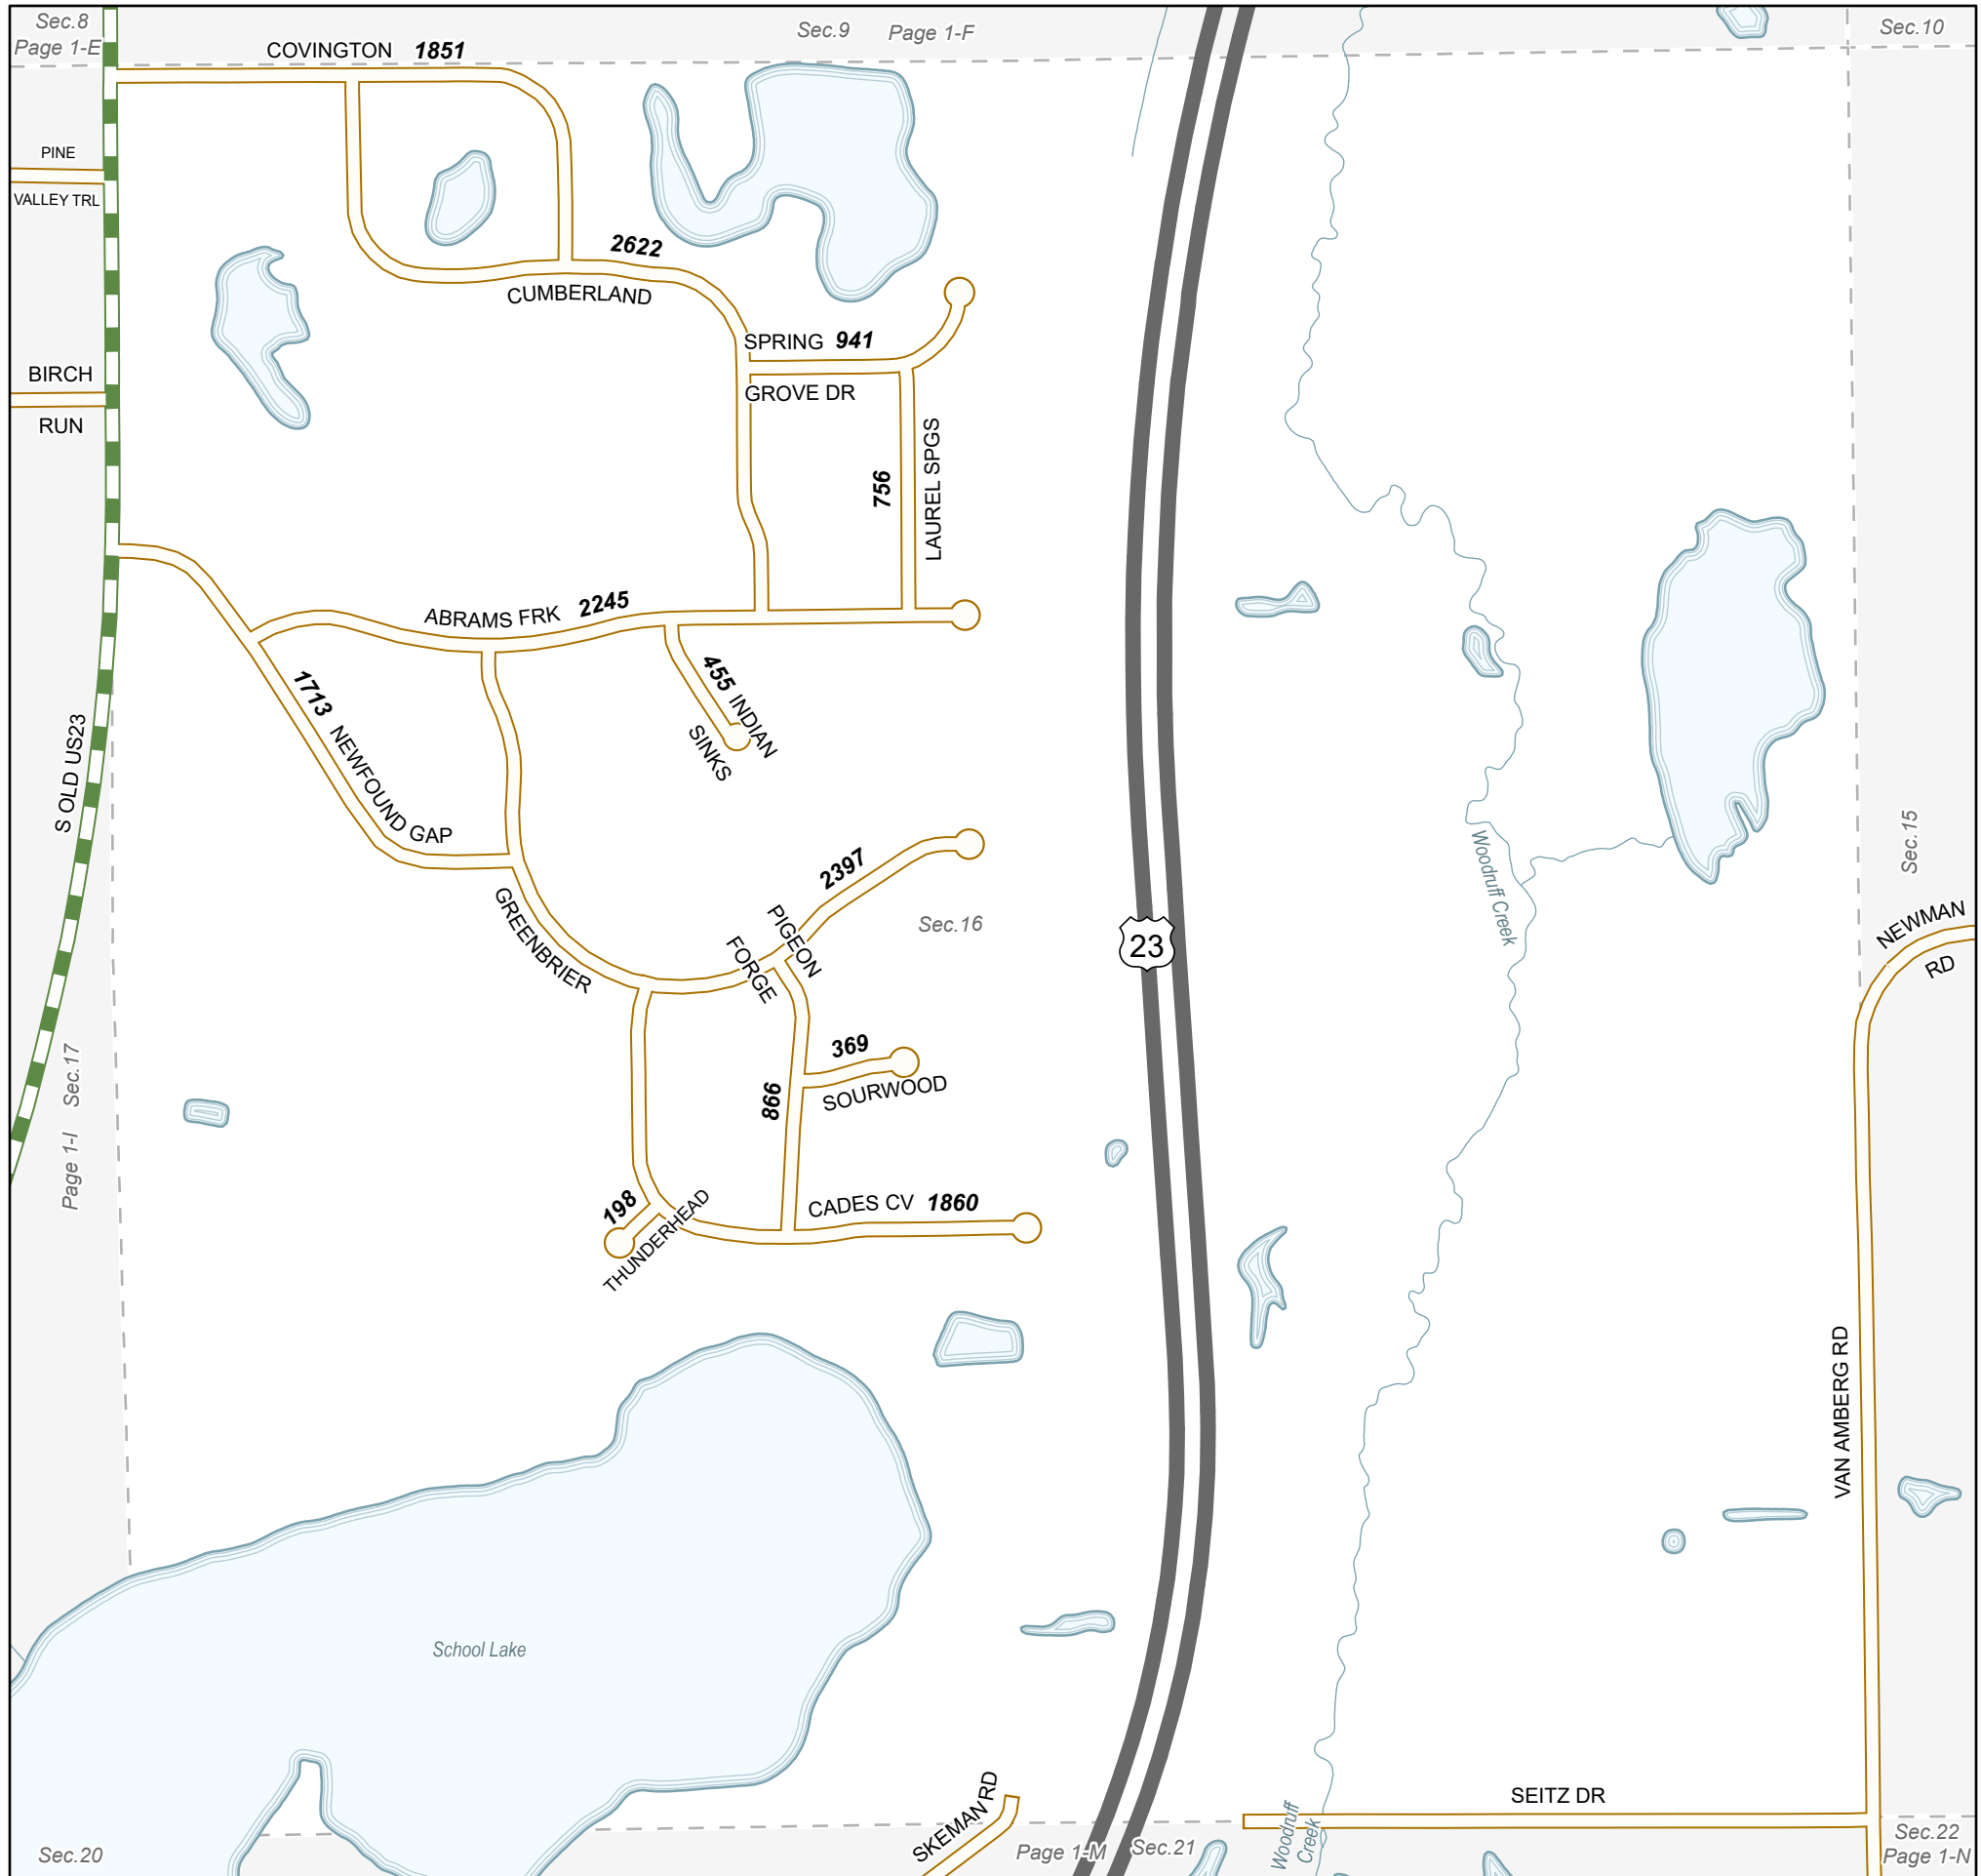 Sec.8
Page 1-E
Sec.9 Page 1-F
Sec.10
COVINGTON 1851
PINE
VALLEY TRL
2622
CUMBERLAND
SPRING 941
GROVE DR
BIRCH
RUN
LAUREL SPGS
756
ABRAMS FRK 2245
455 INDIAN
SINKS
1713 NEWFOUND GAP
S OLD US23
2397
PIGEON
FORGE
GREENBRIER
Sec.16
23
Woodruff Creek
Sec.15
NEWMAN
RD
Page 1-I Sec.17
369
SOURWOOD
866
198
THUNDERHEAD
CADES CV 1860
VAN AMBERG RD
School Lake
SKEMAN RD
SEITZ DR
Woodruff
Creek
Sec.20
Page 1-M Sec.21
Sec.22
Page 1-N